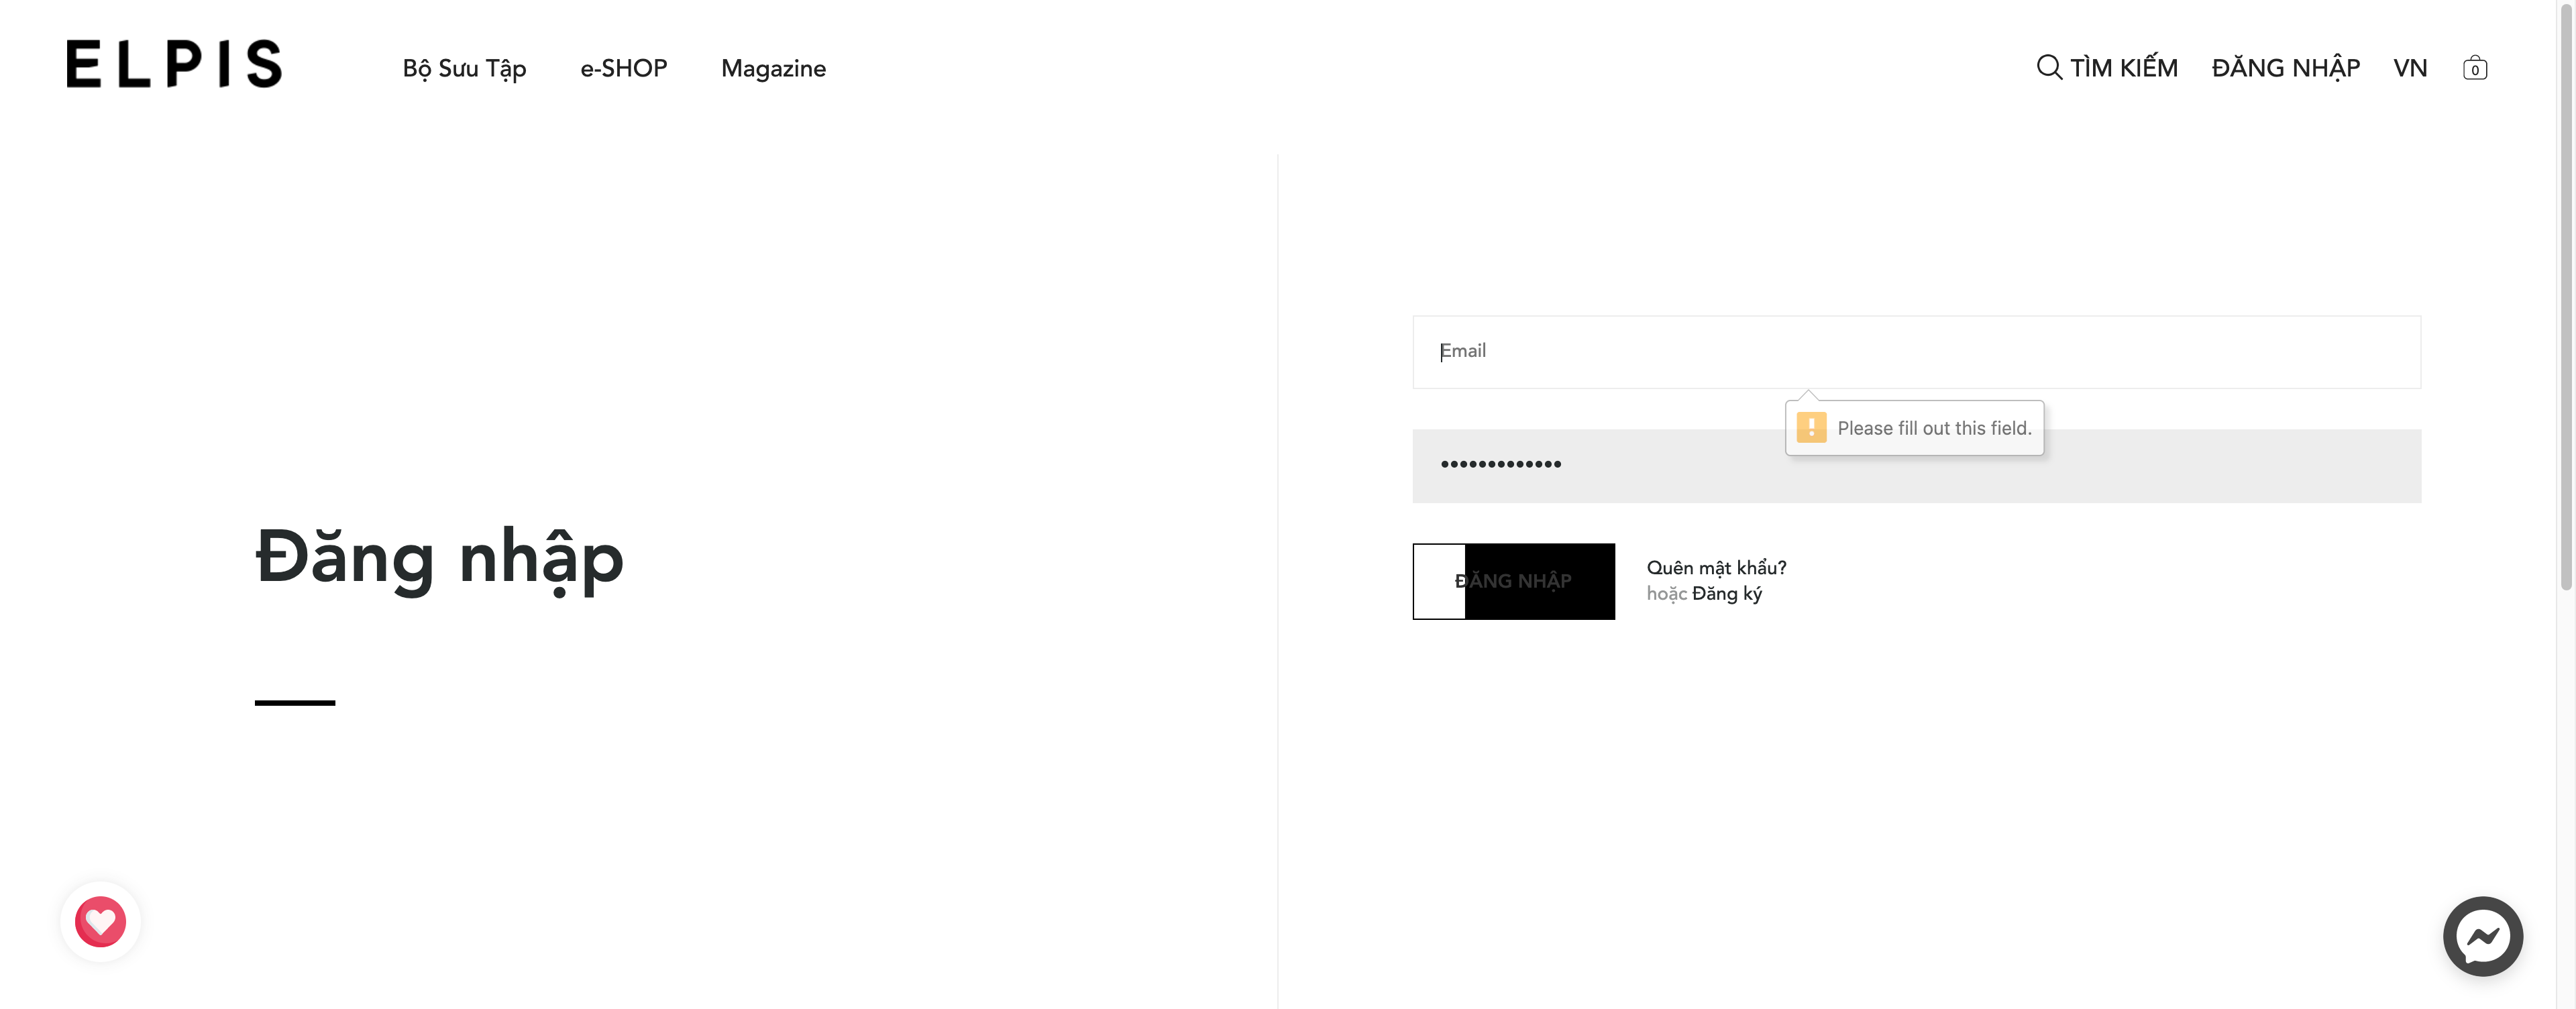 ELPIS
Bộ Sưu Tập
e-SHOP
Magazine
TÌM KIẾM
ĐĂNG NHẬP
VN
0
Đăng nhập
Email
Please fill out this field.
•••••••••••••
ĐĂNG NHẬP
Quên mật khẩu?
hoặc Đăng ký